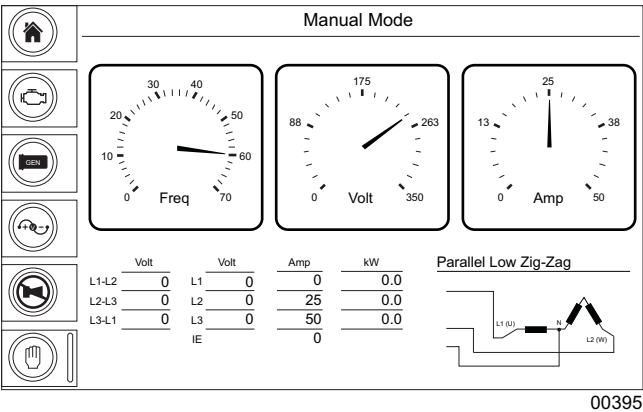 Manual Mode
GEN
0 10 20 30 40 50 60 70
Freq
0 88 175 263 350
Volt
0 13 25 38 50
Amp
Volt Volt Amp kW
L1-L2 0 L1 0 0 0.0
L2-L3 0 L2 0 25 0.0
L3-L1 0 L3 0 50 0.0
IE 0
Parallel Low Zig-Zag
L1 (U) N L2 (W)
00395